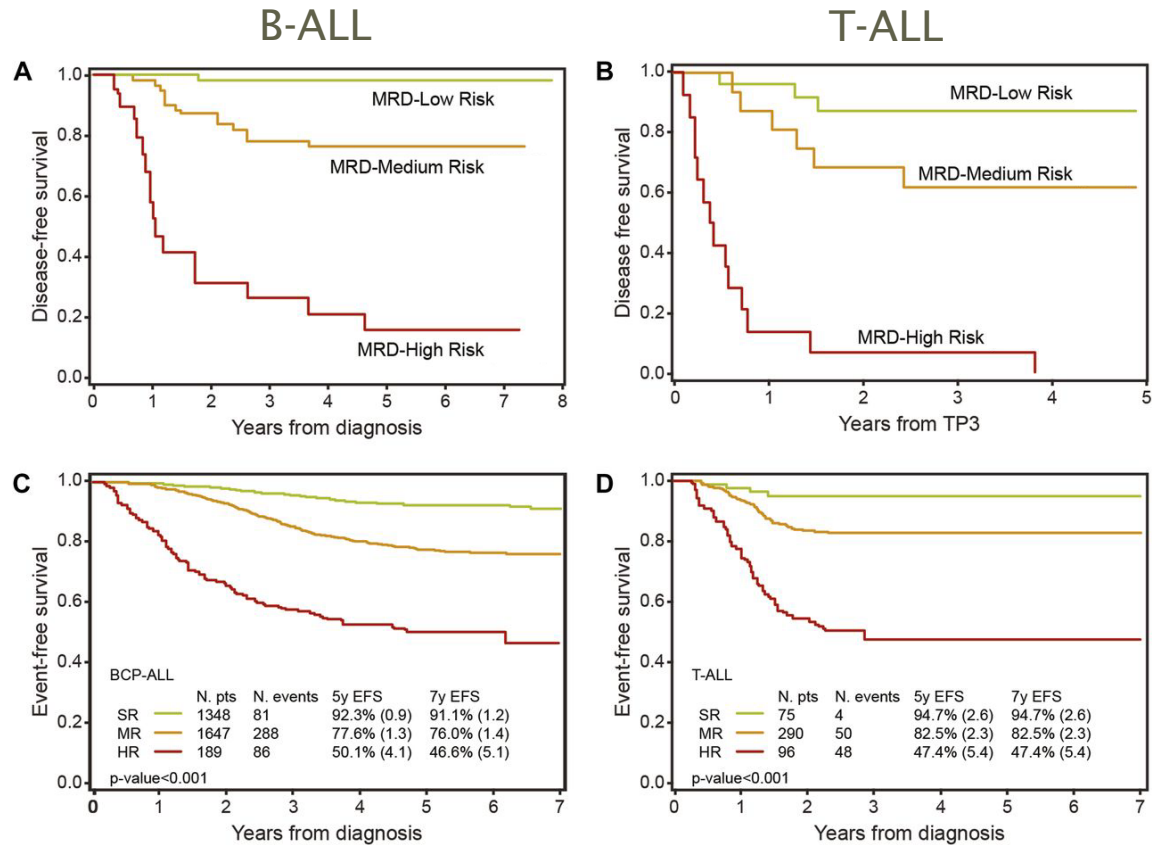 B-ALL
T-ALL
A
Disease-free survival
1.0
0.8
0.6
0.4
0.2
0.0
MRD-Low Risk
MRD-Medium Risk
MRD-High Risk
0 1 2 3 4 5 6 7 8
Years from diagnosis
B
Disease free survival
1.0
0.8
0.6
0.4
0.2
0.0
MRD-Low Risk
MRD-Medium Risk
MRD-High Risk
0 1 2 3 4 5
Years from TP3
C
Event-free survival
1.0
0.8
0.6
0.4
0.2
0.0
BCP-ALL
N. pts N. events 5y EFS 7y EFS
SR 1348 81 92.3% (0.9) 91.1% (1.2)
MR 1647 288 77.6% (1.3) 76.0% (1.4)
HR 189 86 50.1% (4.1) 46.6% (5.1)
p-value<0.001
0 1 2 3 4 5 6 7
Years from diagnosis
D
Event-free survival
1.0
0.8
0.6
0.4
0.2
0.0
T-ALL
N. pts N. events 5y EFS 7y EFS
SR 75 4 94.7% (2.6) 94.7% (2.6)
MR 290 50 82.5% (2.3) 82.5% (2.3)
HR 96 48 47.4% (5.4) 47.4% (5.4)
p-value<0.001
0 1 2 3 4 5 6 7
Years from diagnosis